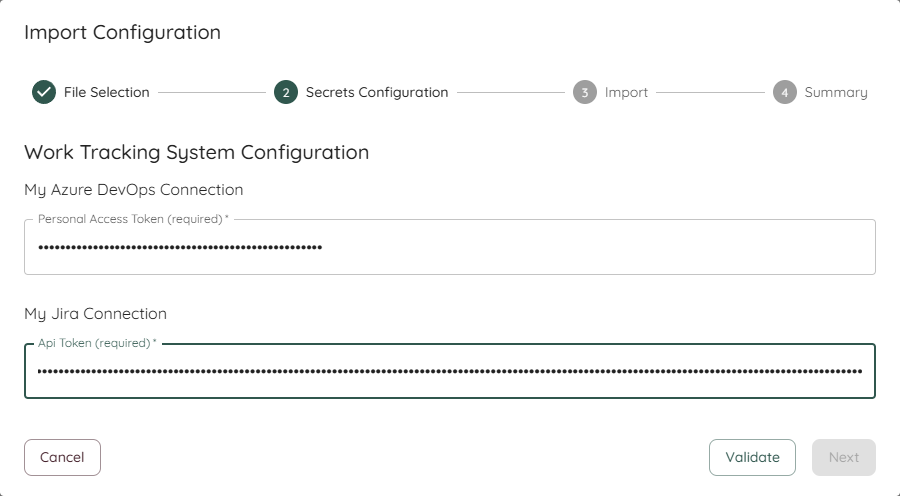 Import Configuration
File Selection
2 Secrets Configuration
3 Import
4 Summary
Work Tracking System Configuration
My Azure DevOps Connection
Personal Access Token (required) *
My Jira Connection
Api Token (required) *
Cancel
Validate
Next